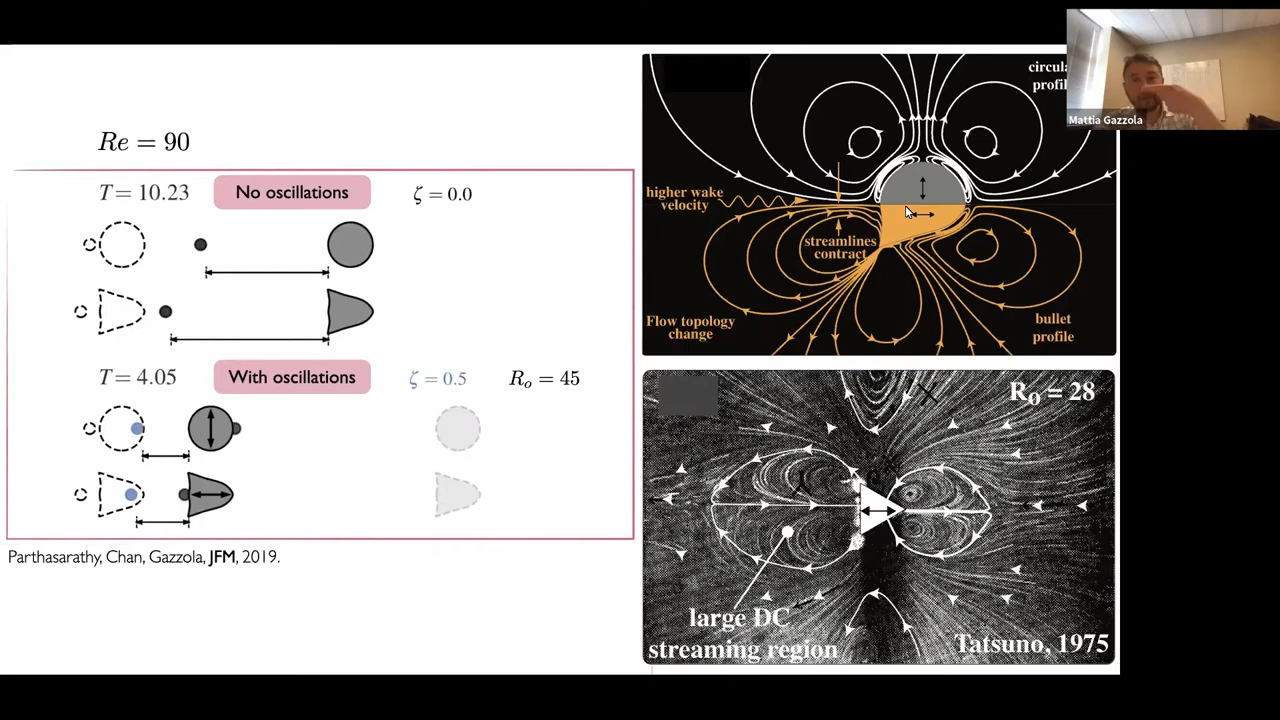 Re = 90
T = 10.23
No oscillations
ζ = 0.0
T = 4.05
With oscillations
ζ = 0.5
Rₒ = 45
Parthasarathy, Chan, Gazzola, JFM, 2019.
higher wake
velocity
streamlines
contract
Flow topology
change
bullet
profile
Mattia Gazzola
Rₒ = 28
large DC
streaming region
Tatsuno, 1975